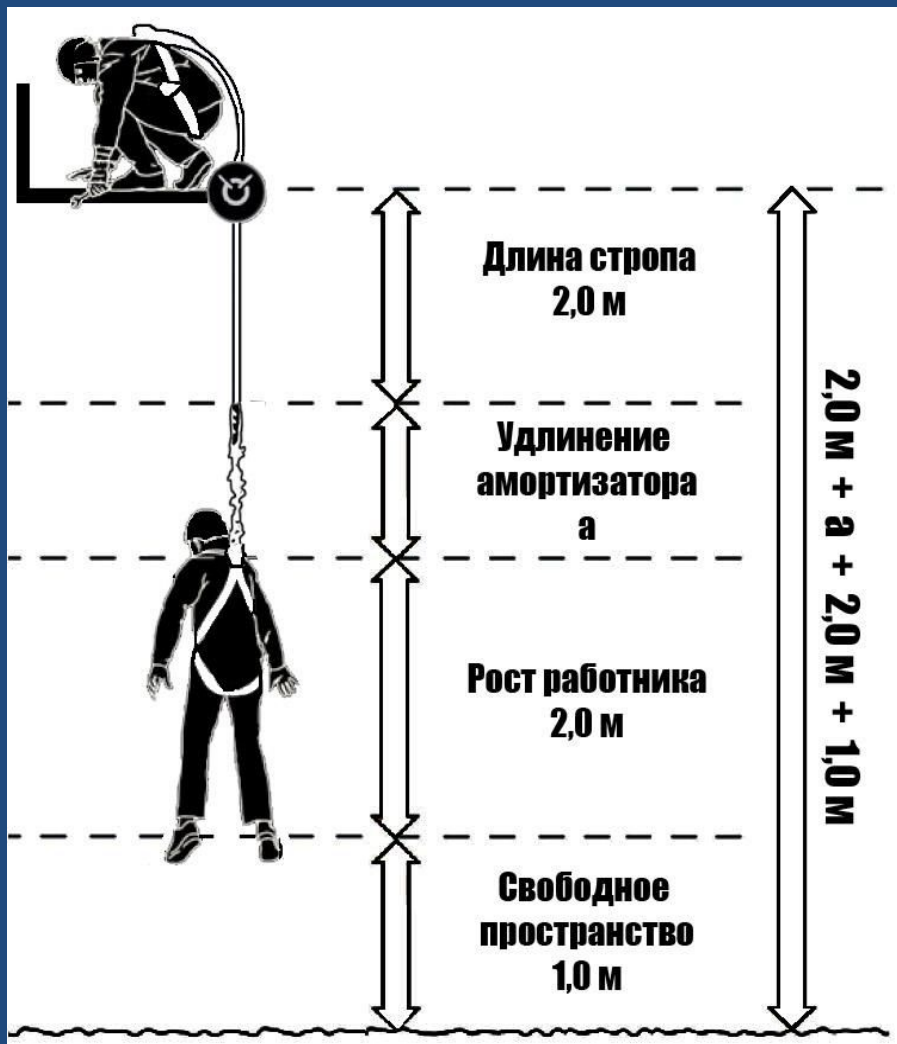 Длина стропа
2,0 м
Удлинение
амортизатора
а
Рост работника
2,0 м
Свободное
пространство
1,0 м
2,0 м + а + 2,0 м + 1,0 м